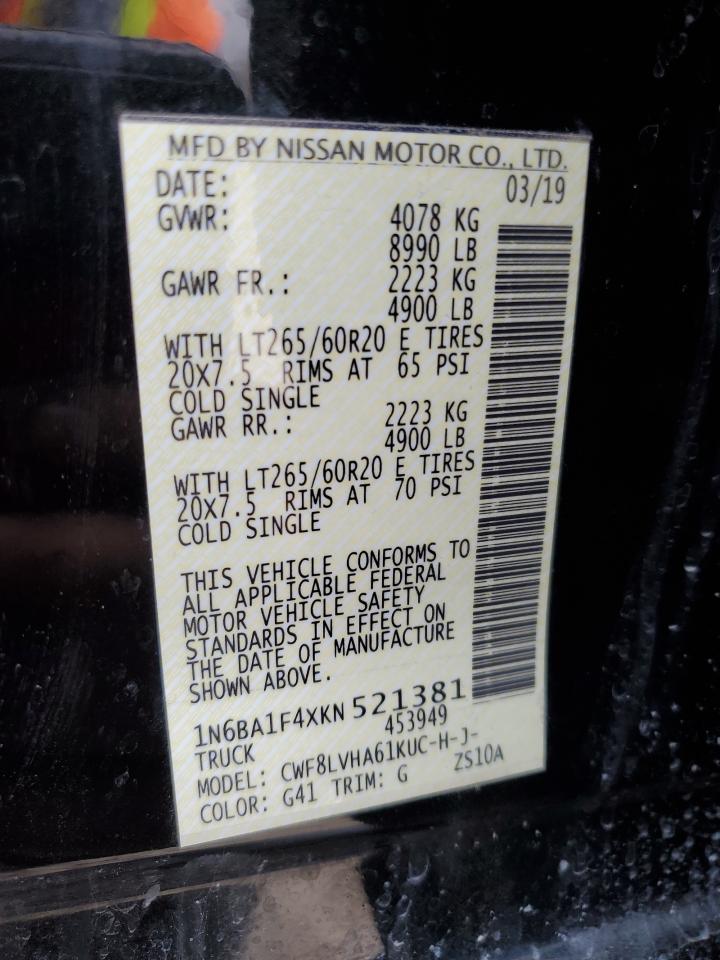 MFD BY NISSAN MOTOR CO., LTD.
DATE: 03/19
GVWR: 4078 KG
8990 LB
GAWR FR.: 2223 KG
4900 LB
WITH LT265/60R20 E TIRES
20X7.5 RIMS AT 65 PSI
COLD SINGLE
GAWR RR.: 2223 KG
4900 LB
WITH LT265/60R20 E TIRES
20X7.5 RIMS AT 70 PSI
COLD SINGLE
THIS VEHICLE CONFORMS TO
ALL APPLICABLE FEDERAL
MOTOR VEHICLE SAFETY
STANDARDS IN EFFECT ON
THE DATE OF MANUFACTURE
SHOWN ABOVE.
1N6BA1F4XKN 521381
TRUCK 453949
MODEL: CWF8LVHA61KUC-H-J-
COLOR: G41 TRIM: G ZS10A